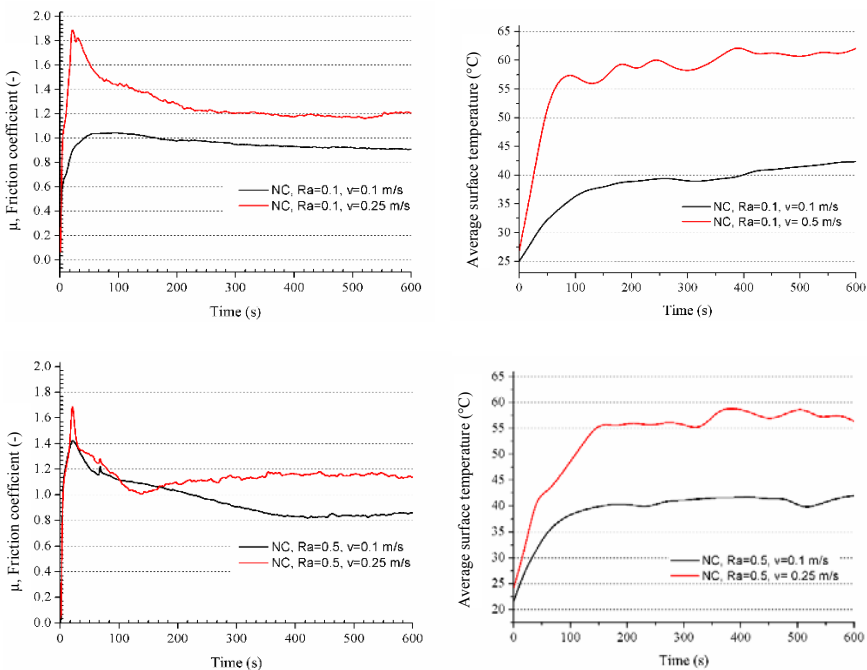 μ, Friction coefficient (-)
2.0
1.8
1.6
1.4
1.2
1.0
0.8
0.6
0.4
0.2
0.0
NC, Ra=0.1, v=0.1 m/s
NC, Ra=0.1, v=0.25 m/s
0 100 200 300 400 500 600
Time (s)
Average surface temperature (°C)
65
60
55
50
45
40
35
30
25
NC, Ra=0.1, v=0.1 m/s
NC, Ra=0.1, v= 0.5 m/s
0 100 200 300 400 500 600
Time (s)
μ, Friction coefficient (-)
2.0
1.8
1.6
1.4
1.2
1.0
0.8
0.6
0.4
0.2
0.0
NC, Ra=0.5, v=0.1 m/s
NC, Ra=0.5, v=0.25 m/s
0 100 200 300 400 500 600
Time (s)
Average surface temperature (°C)
65
60
55
50
45
40
35
30
25
20
NC, Ra=0.5, v=0.1 m/s
NC, Ra=0.5, v= 0.25 m/s
0 100 200 300 400 500 600
Time (s)